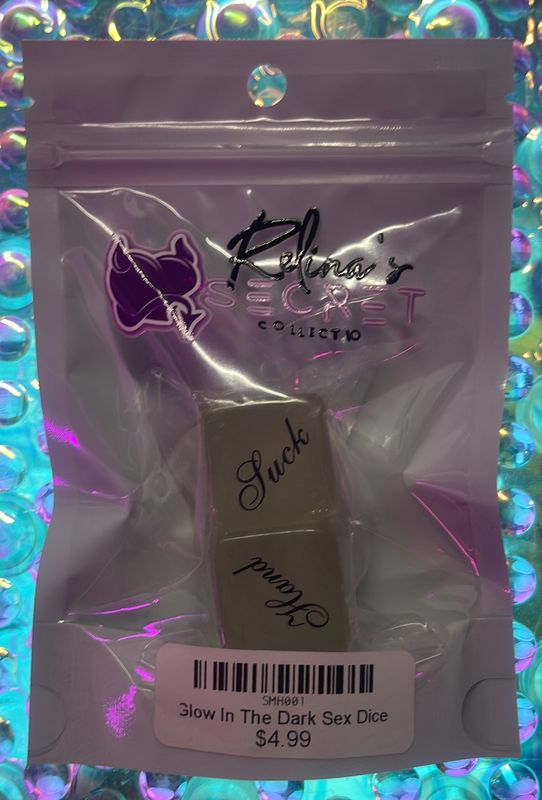 Relina's
SECRET
COLLECTIO
Suck
Hand
SMH001
Glow In The Dark Sex Dice
$4.99